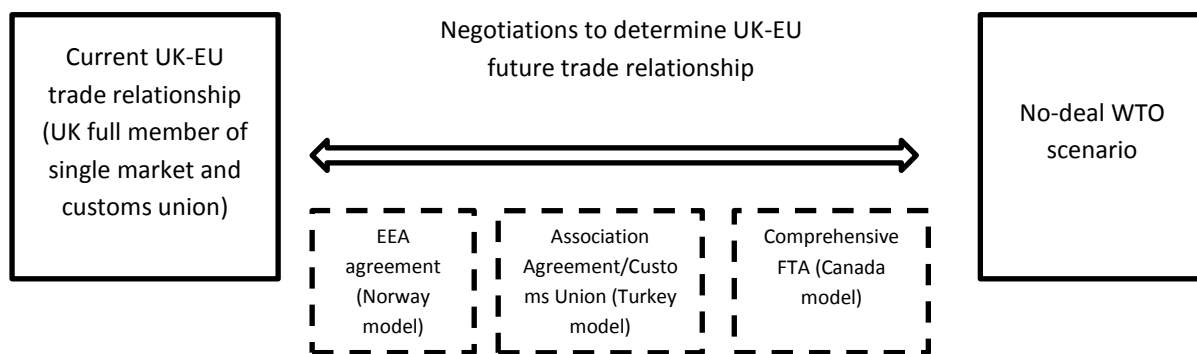 Current UK-EU
trade relationship
(UK full member of
single market and
customs union)
Negotiations to determine UK-EU
future trade relationship
No-deal WTO
scenario
EEA
agreement
(Norway
model)
Association
Agreement/Custo
ms Union (Turkey
model)
Comprehensive
FTA (Canada
model)